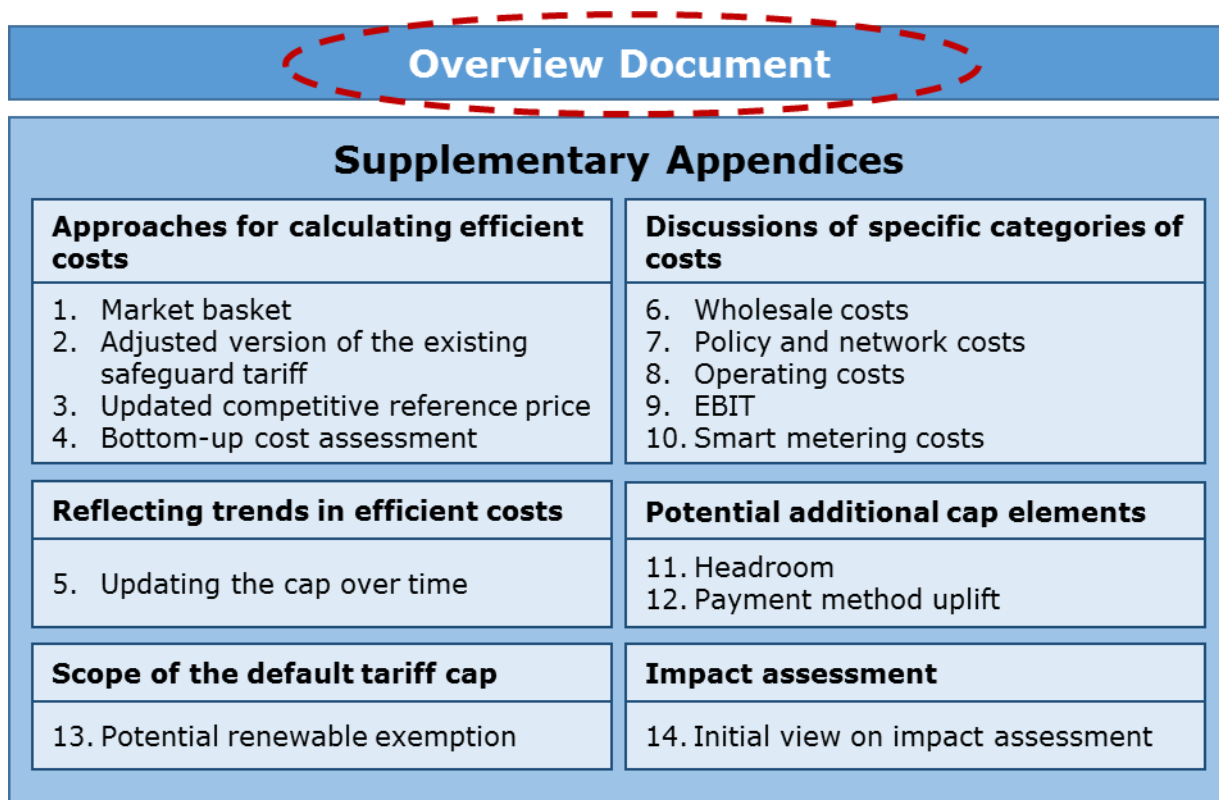 Overview Document
Supplementary Appendices
Approaches for calculating efficient
costs
1. Market basket
2. Adjusted version of the existing
safeguard tariff
3. Updated competitive reference price
4. Bottom-up cost assessment
Discussions of specific categories of
costs
6. Wholesale costs
7. Policy and network costs
8. Operating costs
9. EBIT
10. Smart metering costs
Reflecting trends in efficient costs
5. Updating the cap over time
Potential additional cap elements
11. Headroom
12. Payment method uplift
Scope of the default tariff cap
13. Potential renewable exemption
Impact assessment
14. Initial view on impact assessment